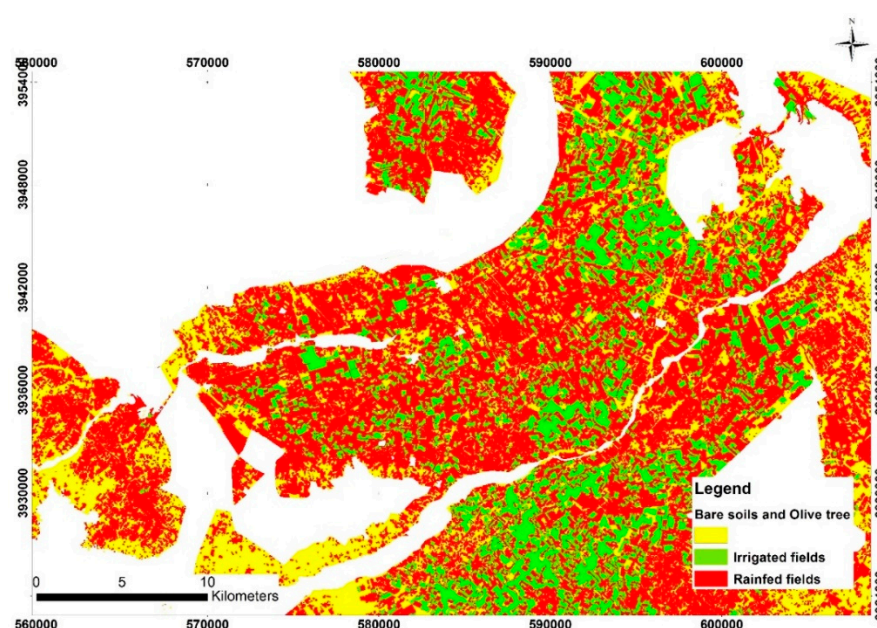 N
560000 570000 580000 590000 600000
3954000
3948000
3942000
3936000
3930000
Legend
Bare soils and Olive tree
Irrigated fields
Rainfed fields
0 5 10
Kilometers
560000 570000 580000 590000 600000